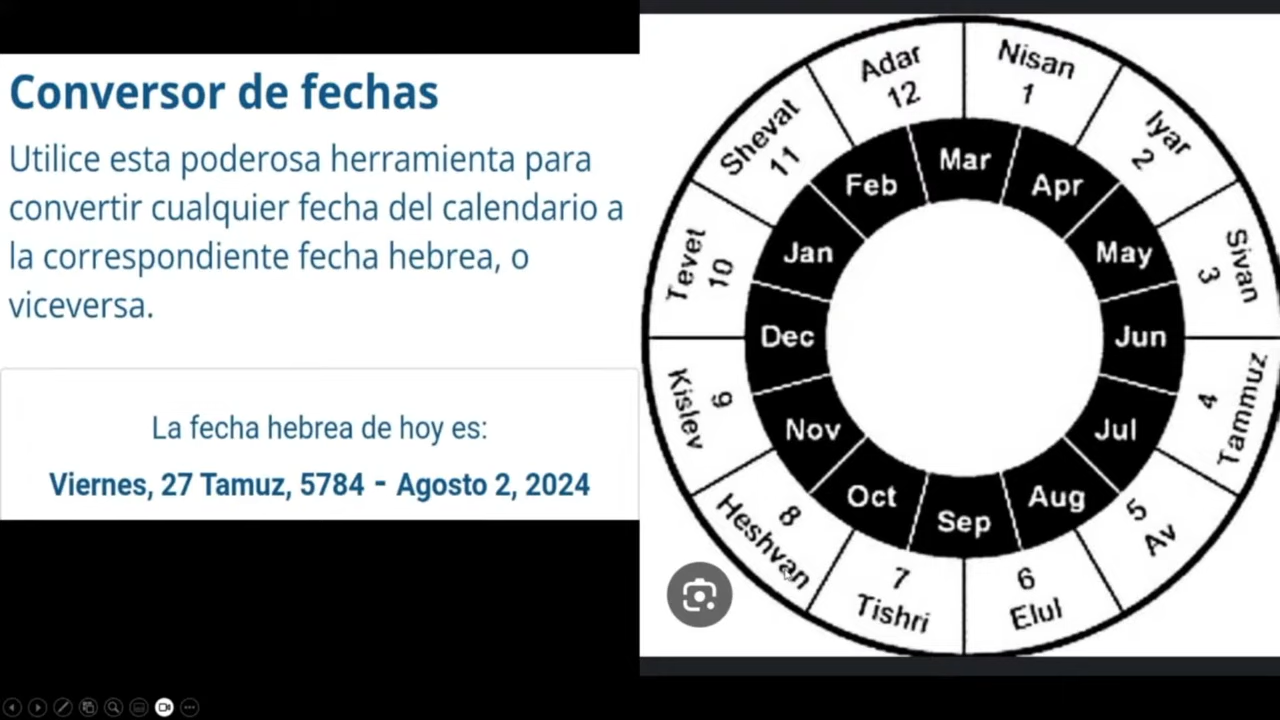 Conversor de fechas
Utilice esta poderosa herramienta para
convertir cualquier fecha del calendario a
la correspondiente fecha hebrea, o
viceversa.
La fecha hebrea de hoy es:
Viernes, 27 Tamuz, 5784 - Agosto 2, 2024
Nisan
1
Iyar
2
Sivan
3
Tammuz
4
Av
5
Elul
6
Tishri
7
Heshvan
8
Kislev
9
Tevet
10
Shevat
11
Adar
12
Mar
Apr
May
Jun
Jul
Aug
Sep
Oct
Nov
Dec
Jan
Feb